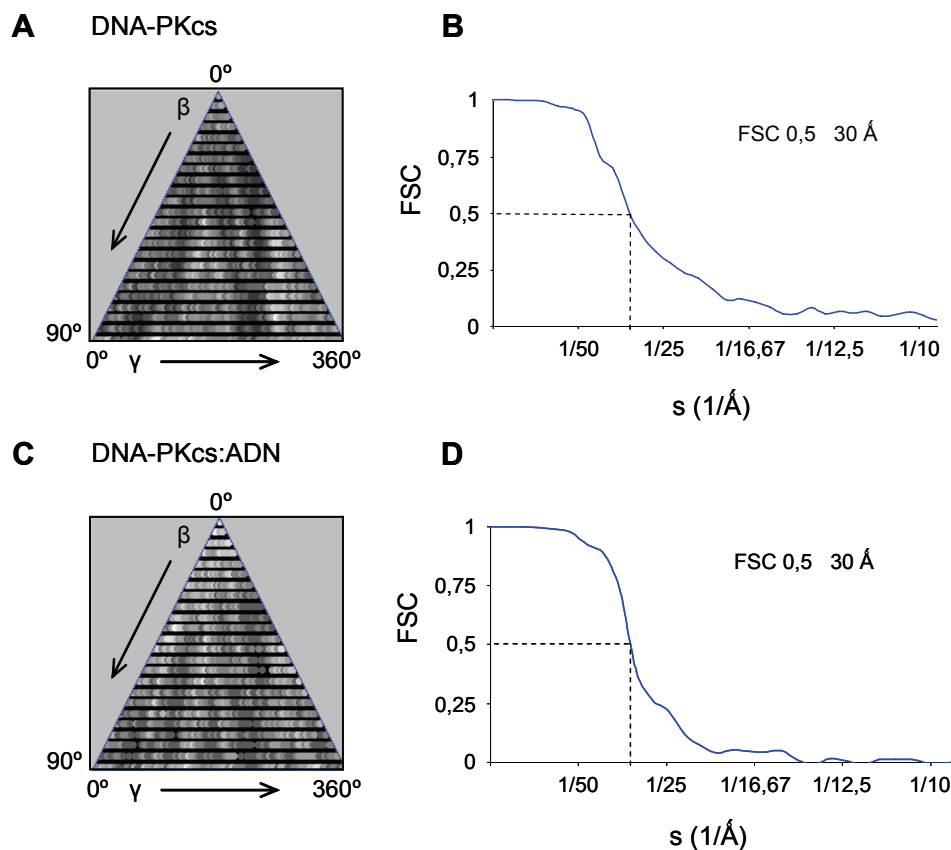 A
DNA-PKcs
0º
β
90º
0º γ 360º
B
FSC
1
0,75
0,5
0,25
0
FSC 0,5 30 Ǻ
1/50 1/25 1/16,67 1/12,5 1/10
s (1/Ǻ)
C
DNA-PKcs:ADN
0º
β
90º
0º γ 360º
D
FSC
1
0,75
0,5
0,25
0
FSC 0,5 30 Ǻ
1/50 1/25 1/16,67 1/12,5 1/10
s (1/Ǻ)